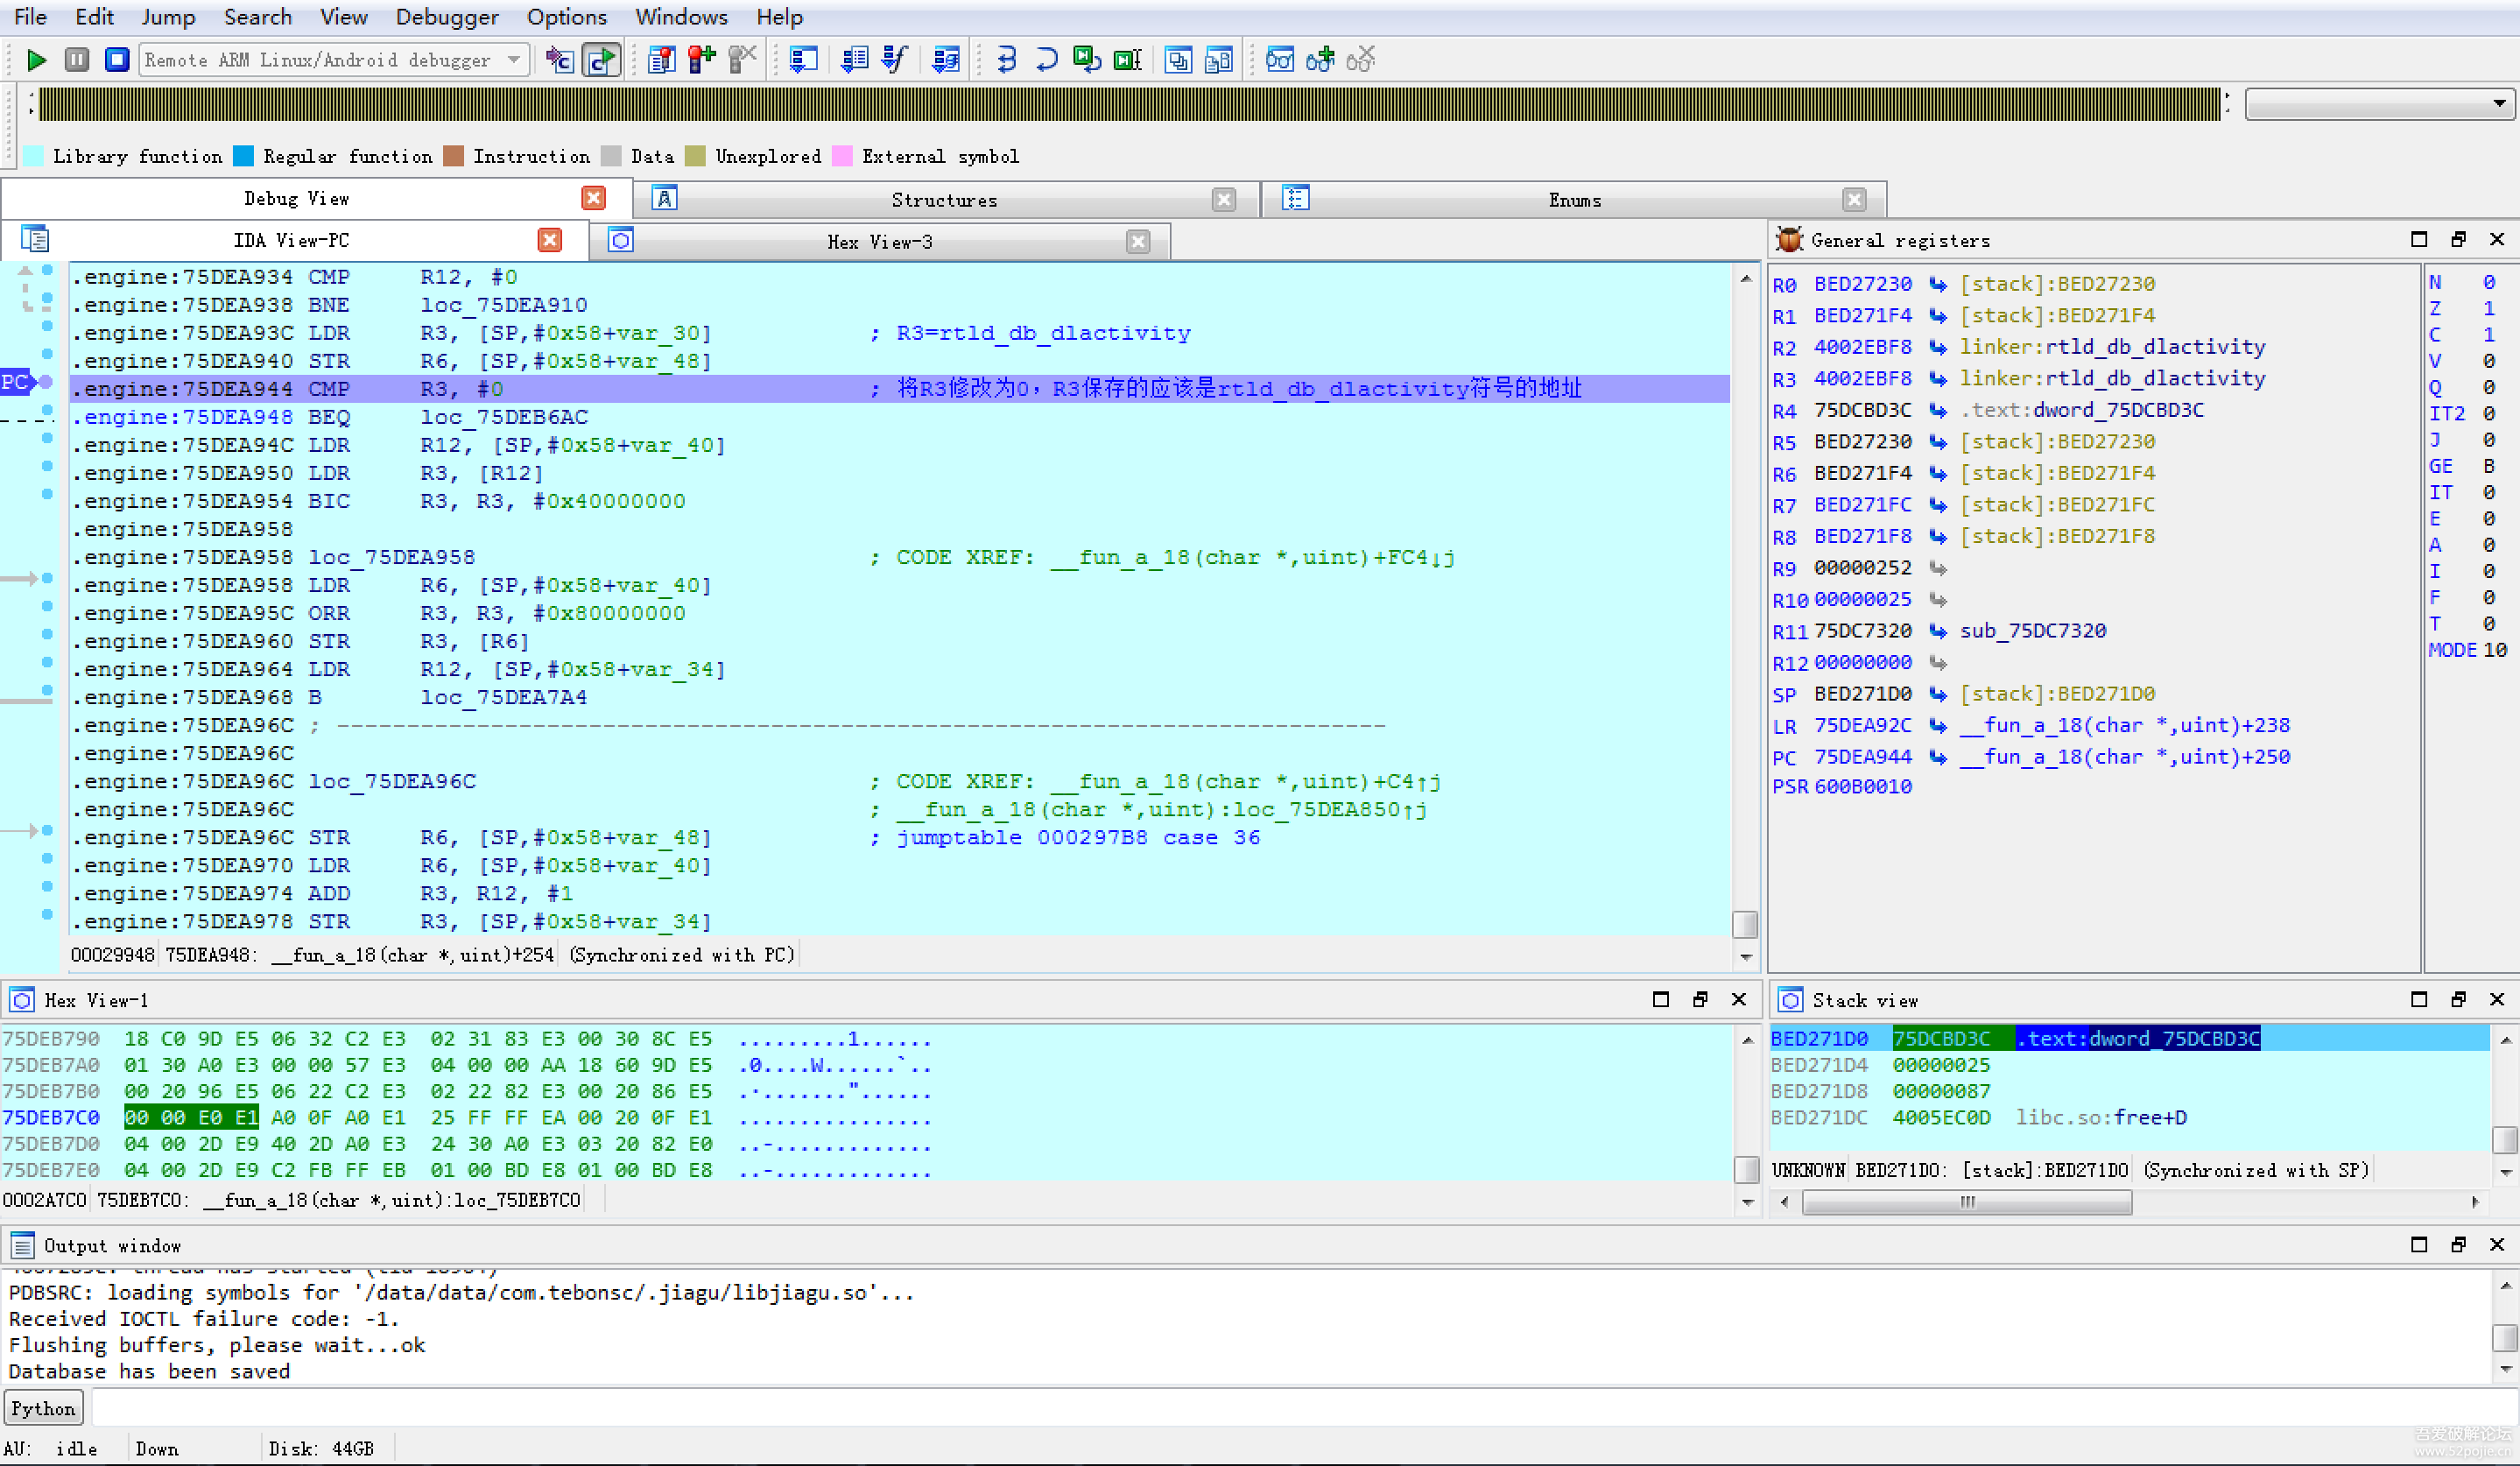 File Edit Jump Search View Debugger Options Windows Help
Remote ARM Linux/Android debugger
Library function Regular function Instruction Data Unexplored External symbol
Debug View Structures Enums
IDA View-PC Hex View-3
.engine:75DEA934 CMP R12, #0
.engine:75DEA938 BNE loc_75DEA910
.engine:75DEA93C LDR R3, [SP,#0x58+var_30] ; R3=rtld_db_dlactivity
.engine:75DEA940 STR R6, [SP,#0x58+var_48]
PC
.engine:75DEA944 CMP R3, #0 ; 将R3修改为0，R3保存的应该是rtld_db_dlactivity符号的地址
.engine:75DEA948 BEQ loc_75DEB6AC
.engine:75DEA94C LDR R12, [SP,#0x58+var_40]
.engine:75DEA950 LDR R3, [R12]
.engine:75DEA954 BIC R3, R3, #0x40000000
.engine:75DEA958
.engine:75DEA958 loc_75DEA958 ; CODE XREF: __fun_a_18(char *,uint)+FC4↓j
.engine:75DEA958 LDR R6, [SP,#0x58+var_40]
.engine:75DEA95C ORR R3, R3, #0x80000000
.engine:75DEA960 STR R3, [R6]
.engine:75DEA964 LDR R12, [SP,#0x58+var_34]
.engine:75DEA968 B loc_75DEA7A4
.engine:75DEA96C ; ---------------------------------------------------------------------------
.engine:75DEA96C
.engine:75DEA96C loc_75DEA96C ; CODE XREF: __fun_a_18(char *,uint)+C4↑j
.engine:75DEA96C ; __fun_a_18(char *,uint):loc_75DEA850↑j
.engine:75DEA96C STR R6, [SP,#0x58+var_48] ; jumptable 000297B8 case 36
.engine:75DEA970 LDR R6, [SP,#0x58+var_40]
.engine:75DEA974 ADD R3, R12, #1
.engine:75DEA978 STR R3, [SP,#0x58+var_34]
00029948 75DEA948: __fun_a_18(char *,uint)+254 (Synchronized with PC)
General registers
R0 BED27230 [stack]:BED27230
R1 BED271F4 [stack]:BED271F4
R2 4002EBF8 linker:rtld_db_dlactivity
R3 4002EBF8 linker:rtld_db_dlactivity
R4 75DCBD3C .text:dword_75DCBD3C
R5 BED27230 [stack]:BED27230
R6 BED271F4 [stack]:BED271F4
R7 BED271FC [stack]:BED271FC
R8 BED271F8 [stack]:BED271F8
R9 00000252
R10 00000025
R11 75DC7320 sub_75DC7320
R12 00000000
SP BED271D0 [stack]:BED271D0
LR 75DEA92C __fun_a_18(char *,uint)+238
PC 75DEA944 __fun_a_18(char *,uint)+250
PSR 600B0010
N 0
Z 1
C 1
V 0
Q 0
IT2 0
J 0
GE B
IT 0
E 0
A 0
I 0
F 0
T 0
MODE 10
Hex View-1
75DEB790 18 C0 9D E5 06 32 C2 E3 02 31 83 E3 00 30 8C E5 .........1......
75DEB7A0 01 30 A0 E3 00 00 57 E3 04 00 00 AA 18 60 9D E5 .0....W......`..
75DEB7B0 00 20 96 E5 06 22 C2 E3 02 22 82 E3 00 20 86 E5 .·......."......
75DEB7C0 00 00 E0 E1 A0 0F A0 E1 25 FF FF EA 00 20 0F E1 ................
75DEB7D0 04 00 2D E9 40 2D A0 E3 24 30 A0 E3 03 20 82 E0 ..-.............
75DEB7E0 04 00 2D E9 C2 FB FF EB 01 00 BD E8 01 00 BD E8 ..-.............
0002A7C0 75DEB7C0: __fun_a_18(char *,uint):loc_75DEB7C0
Stack view
BED271D0 75DCBD3C .text:dword_75DCBD3C
BED271D4 00000025
BED271D8 00000087
BED271DC 4005EC0D libc.so:free+D
UNKNOWN BED271D0: [stack]:BED271D0 (Synchronized with SP)
Output window
PDBSRC: loading symbols for '/data/data/com.tebonsc/.jiagu/libjiagu.so'...
Received IOCTL failure code: -1.
Flushing buffers, please wait...ok
Database has been saved
Python
AU: idle Down Disk: 44GB
吾爱破解论坛
www.52pojie.cn